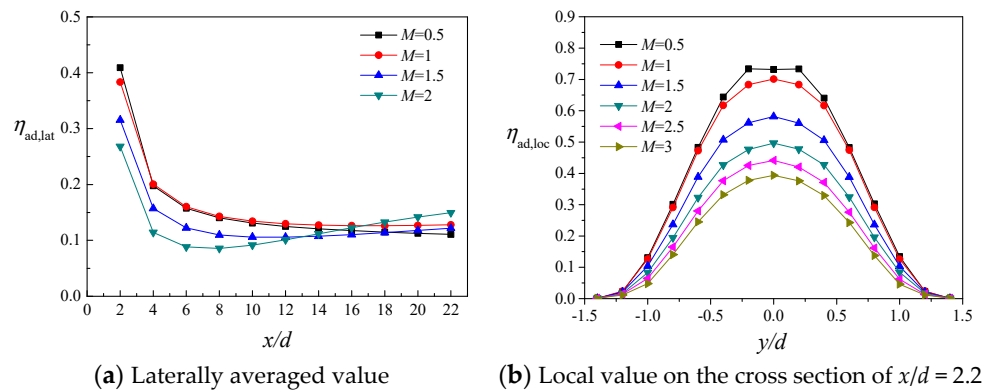 0.5
0.4
0.3
0.2
0.1
0.0
ηad,lat
M=0.5
M=1
M=1.5
M=2
0 2 4 6 8 10 12 14 16 18 20 22
x/d
(a) Laterally averaged value
0.9
0.8
0.7
0.6
0.5
0.4
0.3
0.2
0.1
0.0
ηad,loc
M=0.5
M=1
M=1.5
M=2
M=2.5
M=3
-1.5 -1.0 -0.5 0.0 0.5 1.0 1.5
y/d
(b) Local value on the cross section of x/d = 2.2